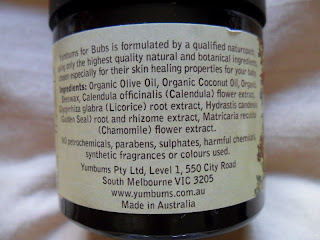 Yumbums for Bubs is formulated by a qualified naturopath,
using only the highest quality natural and botanical ingredients,
chosen especially for their skin healing properties for your baby.
Ingredients: Organic Olive Oil, Organic Coconut Oil, Organic
Beeswax, Calendula officinalis (Calendula) flower extract,
Glycyrrhiza glabra (Licorice) root extract, Hydrastis canadensis
(Golden Seal) root and rhizome extract, Matricaria recutita
(Chamomile) flower extract.
No petrochemicals, parabens, sulphates, harmful chemicals,
synthetic fragrances or colours used.
Yumbums Pty Ltd, Level 1, 550 City Road
South Melbourne VIC 3205
www.yumbums.com.au
Made in Australia